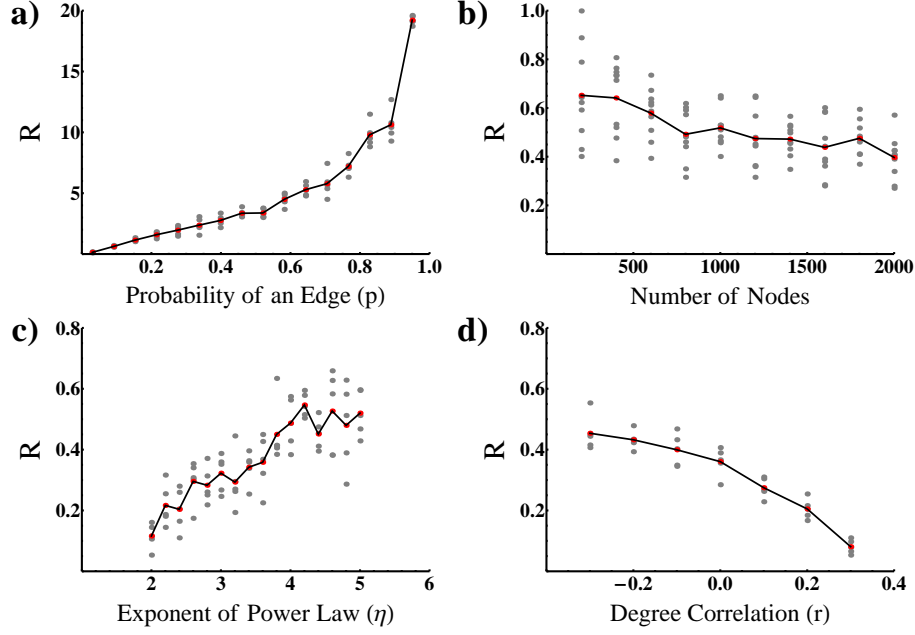 a)
20
15
10
5
R
0.2 0.4 0.6 0.8 1.0
Probability of an Edge (p)
b)
1.0
0.8
0.6
0.4
0.2
R
500 1000 1500 2000
Number of Nodes
c)
0.8
0.6
0.4
0.2
R
2 3 4 5 6
Exponent of Power Law (η)
d)
0.8
0.6
0.4
0.2
R
−0.2 0.0 0.2 0.4
Degree Correlation (r)